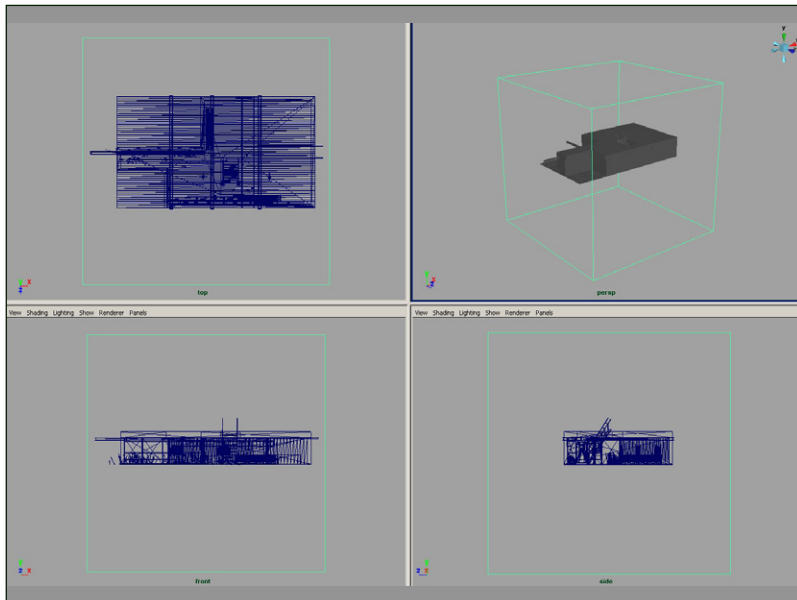 y
top
persp
View Shading Lighting Show Renderer Panels
View Shading Lighting Show Renderer Panels
front
side